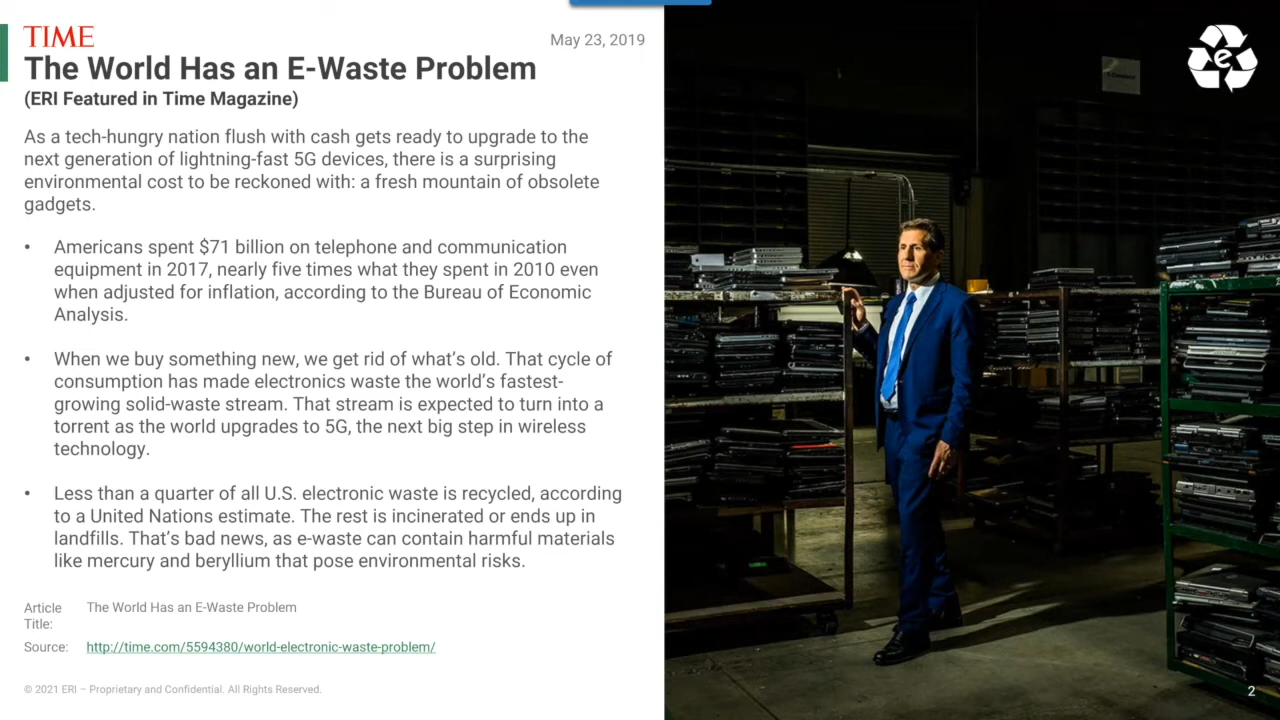 TIME
May 23, 2019
The World Has an E-Waste Problem
(ERI Featured in Time Magazine)
As a tech-hungry nation flush with cash gets ready to upgrade to the
next generation of lightning-fast 5G devices, there is a surprising
environmental cost to be reckoned with: a fresh mountain of obsolete
gadgets.
• Americans spent $71 billion on telephone and communication
equipment in 2017, nearly five times what they spent in 2010 even
when adjusted for inflation, according to the Bureau of Economic
Analysis.
• When we buy something new, we get rid of what’s old. That cycle of
consumption has made electronics waste the world’s fastest-
growing solid-waste stream. That stream is expected to turn into a
torrent as the world upgrades to 5G, the next big step in wireless
technology.
• Less than a quarter of all U.S. electronic waste is recycled, according
to a United Nations estimate. The rest is incinerated or ends up in
landfills. That’s bad news, as e-waste can contain harmful materials
like mercury and beryllium that pose environmental risks.
Article Title: The World Has an E-Waste Problem
Source: http://time.com/5594380/world-electronic-waste-problem/
© 2021 ERI – Proprietary and Confidential. All Rights Reserved.
e
2